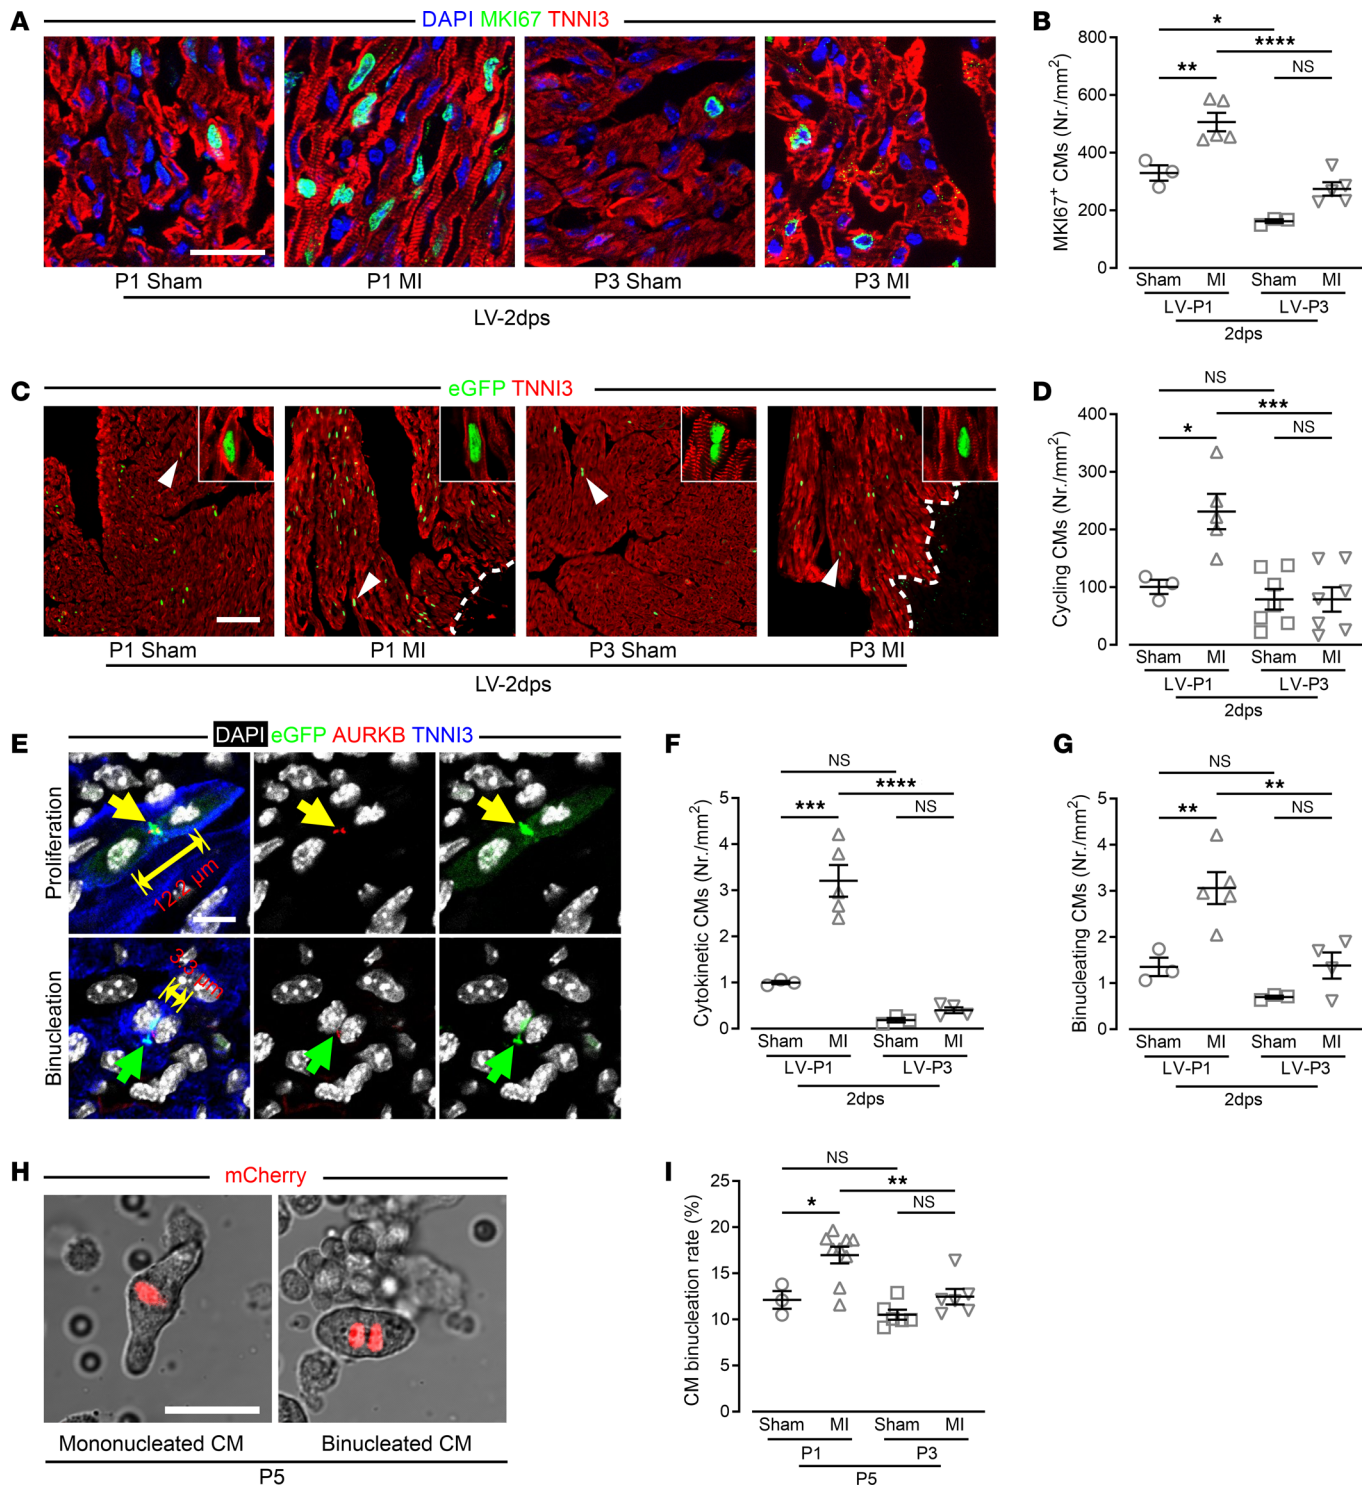 A
DAPI MKI67 TNNI3
P1 Sham P1 MI P3 Sham P3 MI
LV-2dps
B
MKI67+ CMs (Nr./mm2)
800
600
400
200
0
*
****
**
NS
Sham MI Sham MI
LV-P1 LV-P3
2dps
C
eGFP TNNI3
P1 Sham P1 MI P3 Sham P3 MI
LV-2dps
D
Cycling CMs (Nr./mm2)
400
300
200
100
0
NS
***
*
NS
Sham MI Sham MI
LV-P1 LV-P3
2dps
E
DAPI eGFP AURKB TNNI3
Proliferation
12.2 µm
Binucleation
3.3 µm
F
Cytokinetic CMs (Nr./mm2)
5
4
3
2
1
0
NS
****
***
NS
Sham MI Sham MI
LV-P1 LV-P3
2dps
G
Binucleating CMs (Nr./mm2)
5
4
3
2
1
0
NS
**
**
NS
Sham MI Sham MI
LV-P1 LV-P3
2dps
H
mCherry
Mononucleated CM Binucleated CM
P5
I
CM binucleation rate (%)
25
20
15
10
5
0
NS
**
*
NS
Sham MI Sham MI
P1 P3
P5